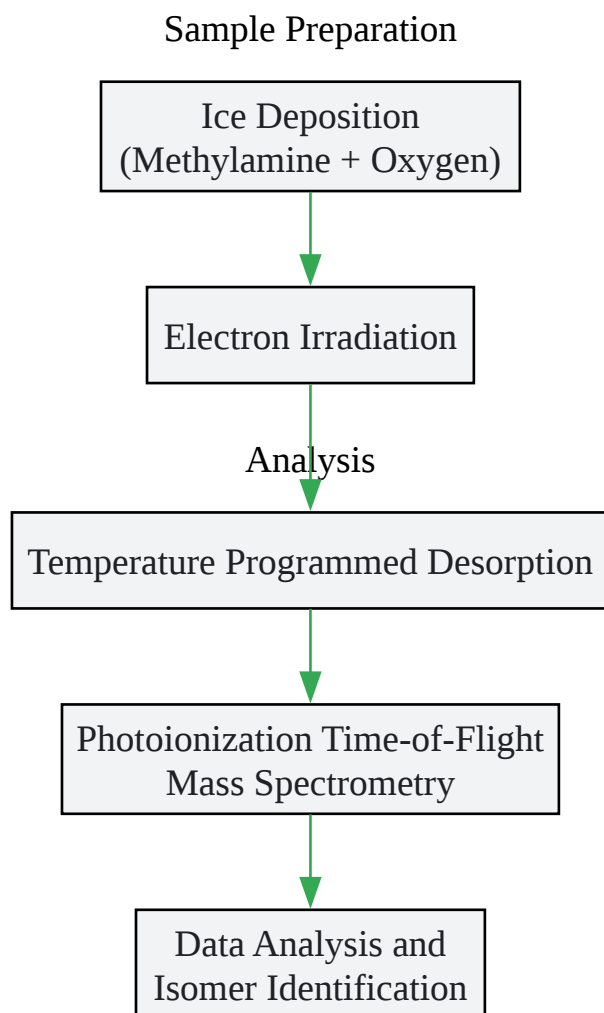 Sample Preparation
Ice Deposition
(Methylamine + Oxygen)
Electron Irradiation
Analysis
Temperature Programmed Desorption
Photoionization Time-of-Flight
Mass Spectrometry
Data Analysis and
Isomer Identification